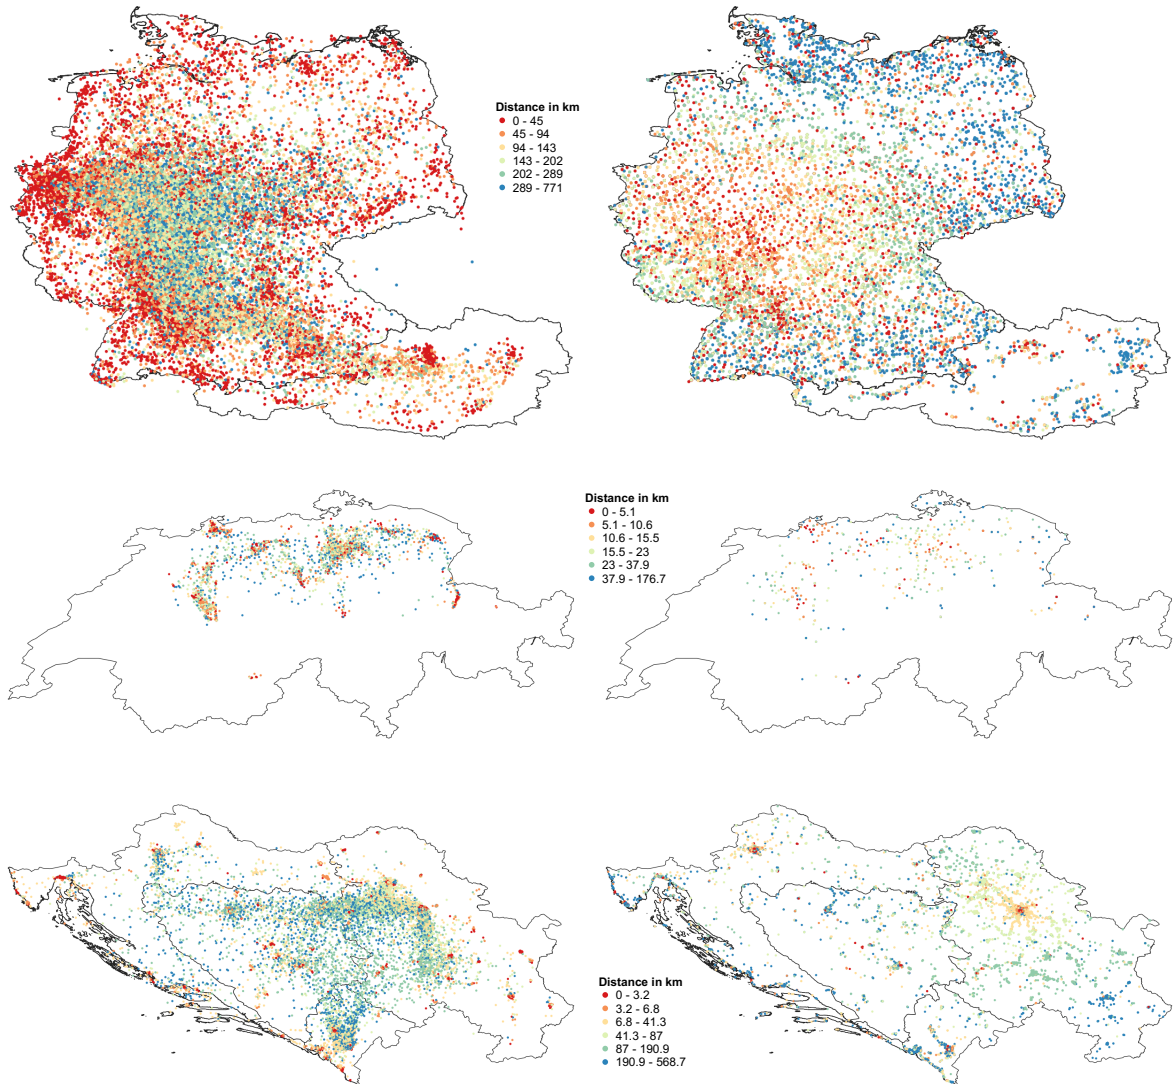 Distance in km
0 - 45
45 - 94
94 - 143
143 - 202
202 - 289
289 - 771
Distance in km
0 - 5.1
5.1 - 10.6
10.6 - 15.5
15.5 - 23
23 - 37.9
37.9 - 176.7
Distance in km
0 - 3.2
3.2 - 6.8
6.8 - 41.3
41.3 - 87
87 - 190.9
190.9 - 568.7